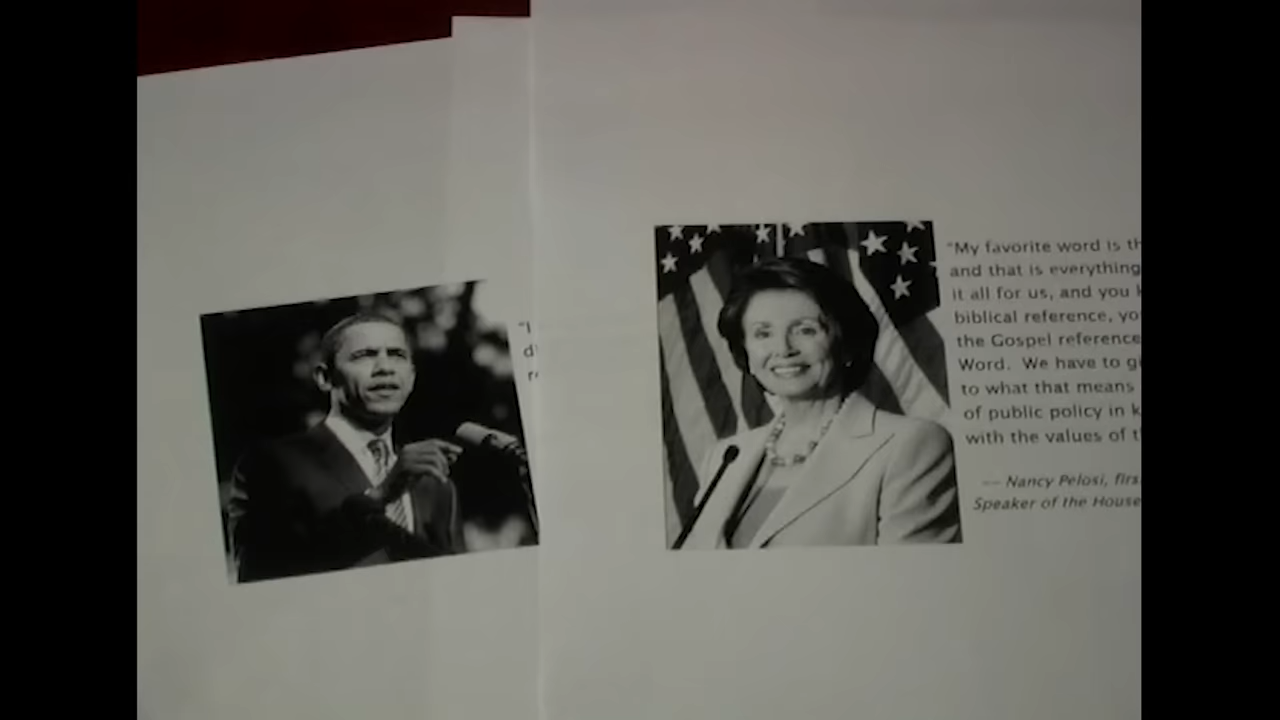 "I
d
r
"My favorite word is th
and that is everything
it all for us, and you k
biblical reference, yo
the Gospel reference
Word. We have to gi
to what that means
of public policy in k
with the values of t
— Nancy Pelosi, firs
Speaker of the House